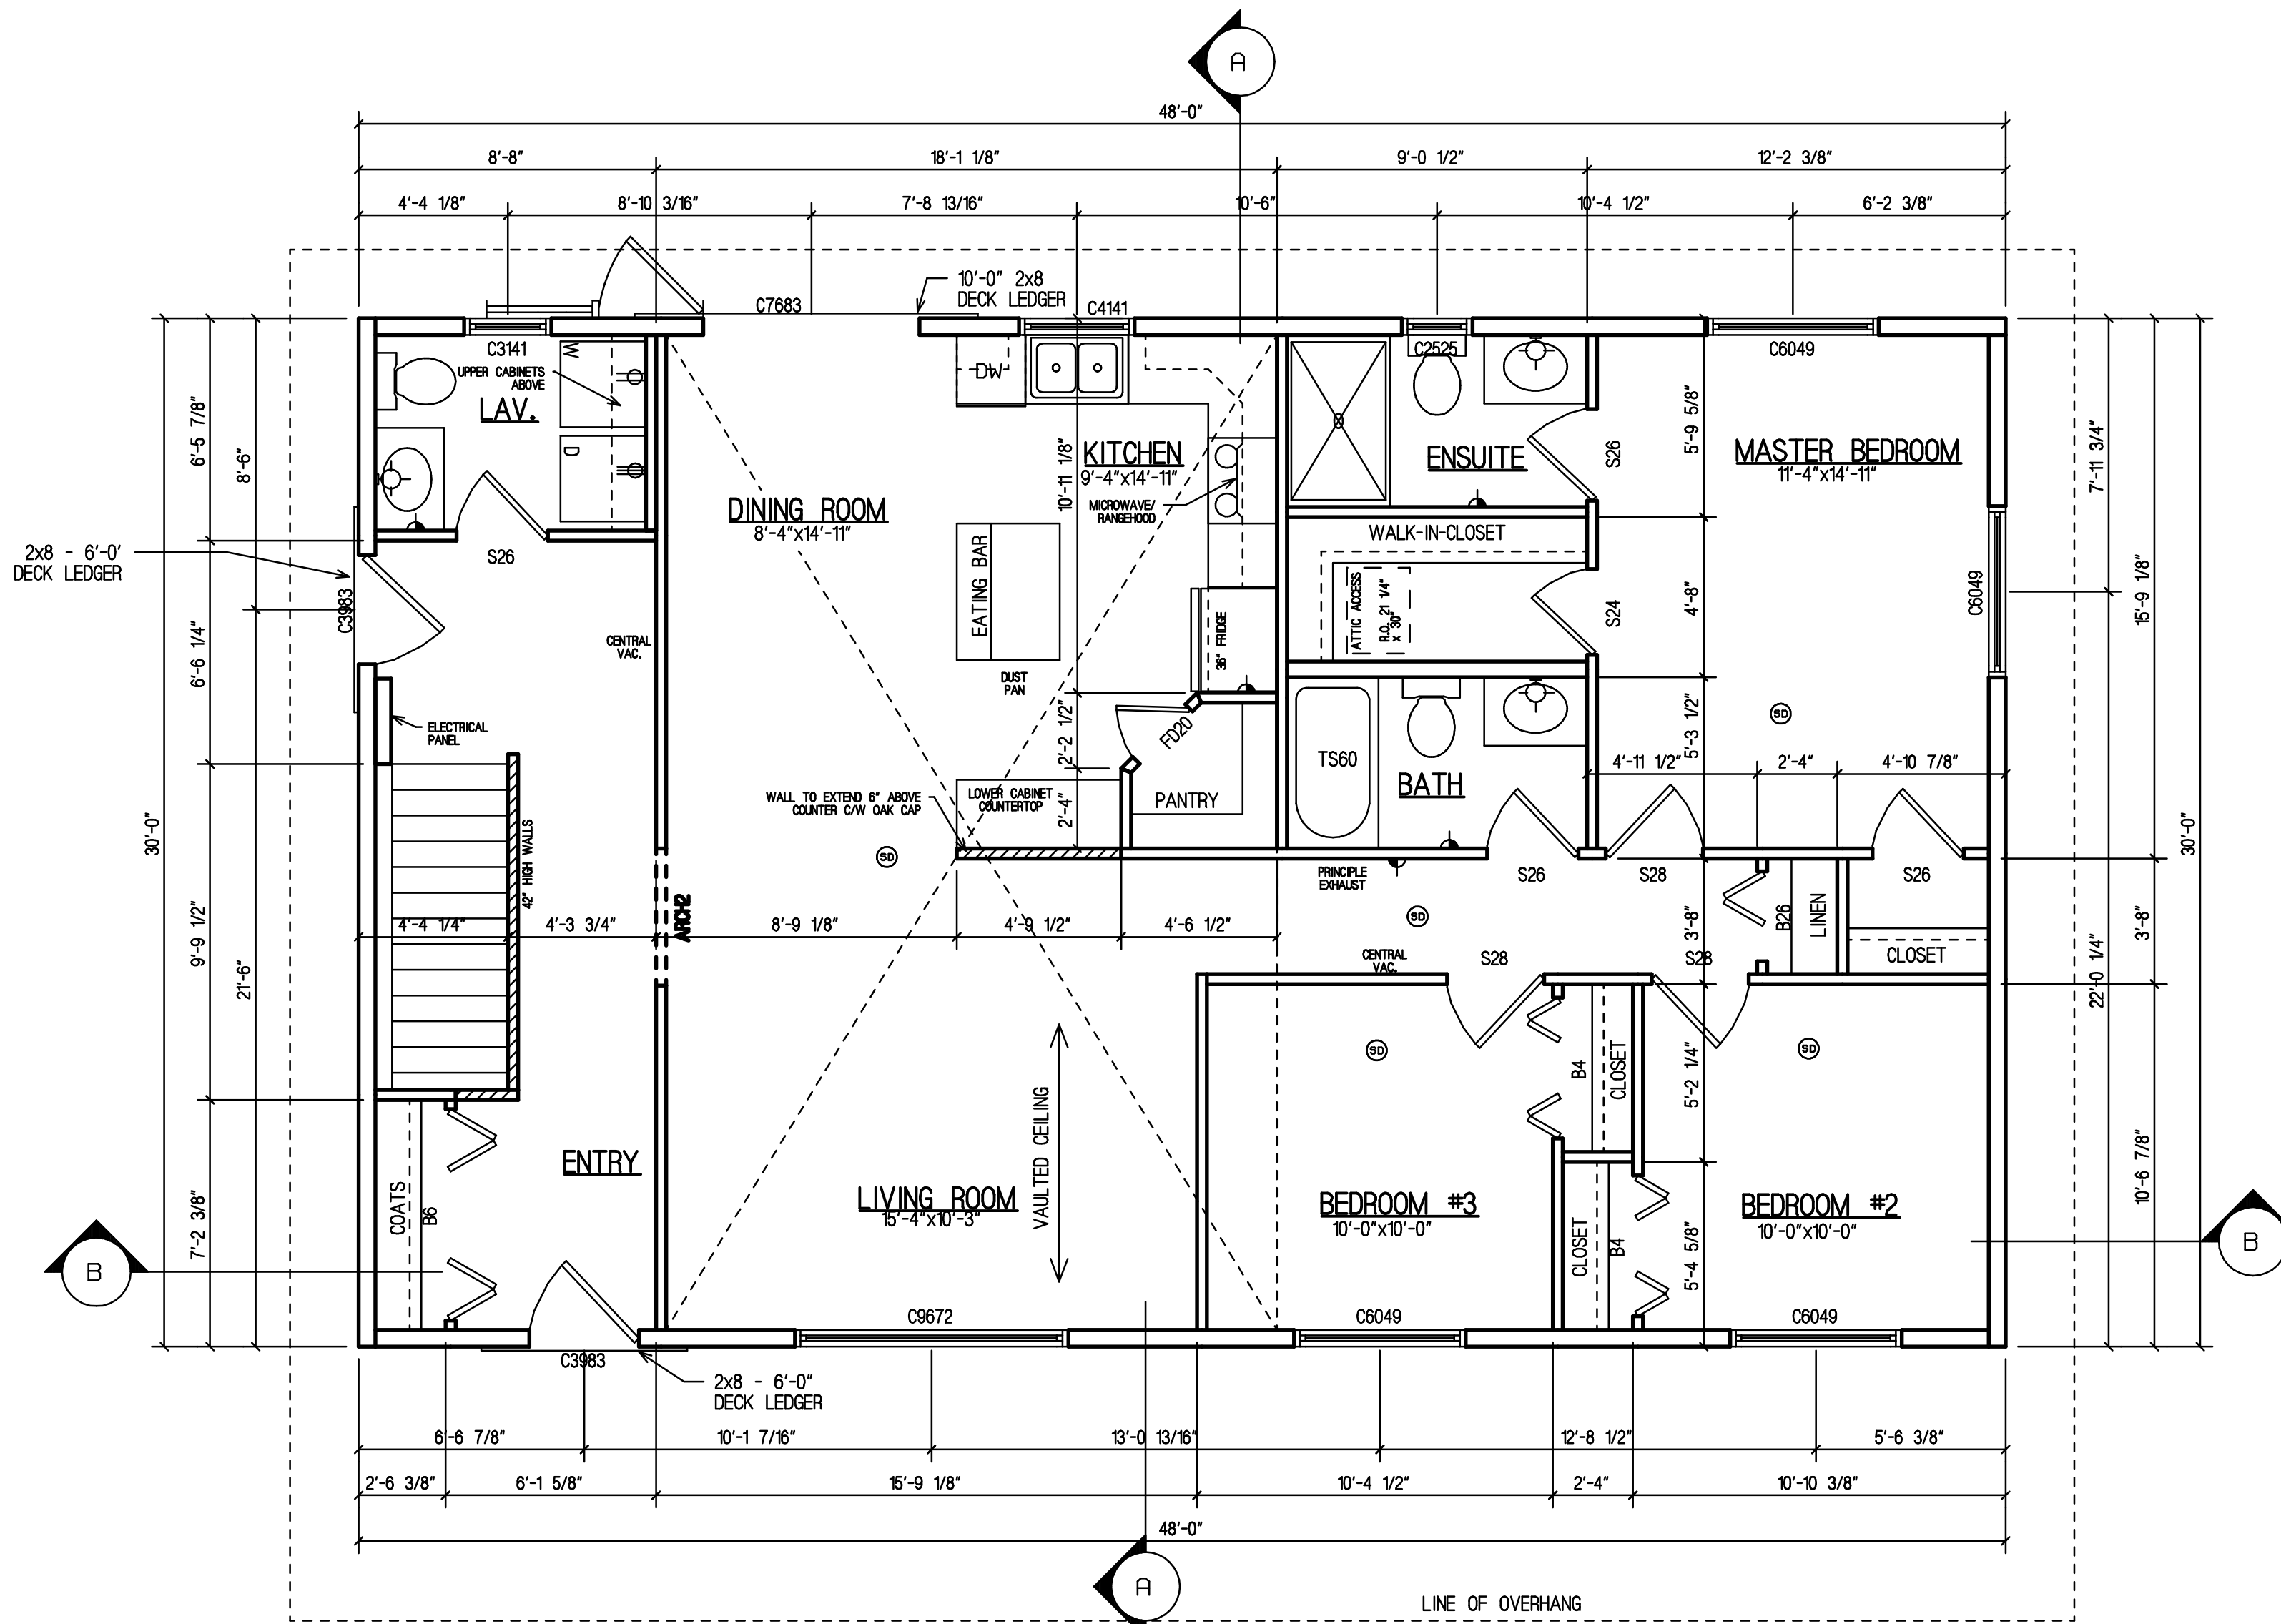 A
48'-0"
8'-8"
18'-1 1/8"
9'-0 1/2"
12'-2 3/8"
4'-4 1/8"
8'-10 3/16"
7'-8 13/16"
10'-6"
10'-4 1/2"
6'-2 3/8"
10'-0" 2x8
DECK LEDGER
C7683
C4141
C3141
C2525
C6049
W
UPPER CABINETS
ABOVE
LAV.
D
DW
KITCHEN
9'-4"x14'-11"
MICROWAVE/
RANGEHOOD
ENSUITE
S26
MASTER BEDROOM
11'-4"x14'-11"
DINING ROOM
8'-4"x14'-11"
6'-5 7/8"
8'-6"
10'-11 1/8"
5'-9 5/8"
7'-11 3/4"
2x8 - 6'-0'
DECK LEDGER
S26
C3983
CENTRAL
VAC.
EATING BAR
DUST
PAN
36" FRIDGE
WALK-IN-CLOSET
ATTIC ACCESS
R.O. 21 1/4"
x 30"
S24
4'-8"
C6049
15'-9 1/8"
6'-6 1/4"
ELECTRICAL
PANEL
2'-2 1/2"
FD20
5'-3 1/2"
SD
4'-11 1/2"
2'-4"
4'-10 7/8"
TS60
BATH
WALL TO EXTEND 6" ABOVE
COUNTER C/W OAK CAP
LOWER CABINET
COUNTERTOP
2'-4"
PANTRY
30'-0"
30'-0"
42" HIGH WALLS
SD
PRINCIPLE
EXHAUST
S26
S28
S26
ARCH2
9'-9 1/2"
21'-6"
4'-4 1/4"
4'-3 3/4"
8'-9 1/8"
4'-9 1/2"
4'-6 1/2"
SD
3'-8"
B26
LINEN
CLOSET
3'-8"
22'-0 1/4"
CENTRAL
VAC.
S28
S28
SD
SD
B4
CLOSET
5'-2 1/4"
VAULTED CEILING
ENTRY
COATS
B6
7'-2 3/8"
LIVING ROOM
15'-4"x10'-3"
BEDROOM #3
10'-0"x10'-0"
CLOSET
B4
5'-4 5/8"
BEDROOM #2
10'-0"x10'-0"
10'-6 7/8"
B
B
C9672
C6049
C6049
C3983
2x8 - 6'-0"
DECK LEDGER
6'-6 7/8"
10'-1 7/16"
13'-0 13/16"
12'-8 1/2"
5'-6 3/8"
2'-6 3/8"
6'-1 5/8"
15'-9 1/8"
10'-4 1/2"
2'-4"
10'-10 3/8"
48'-0"
A
LINE OF OVERHANG